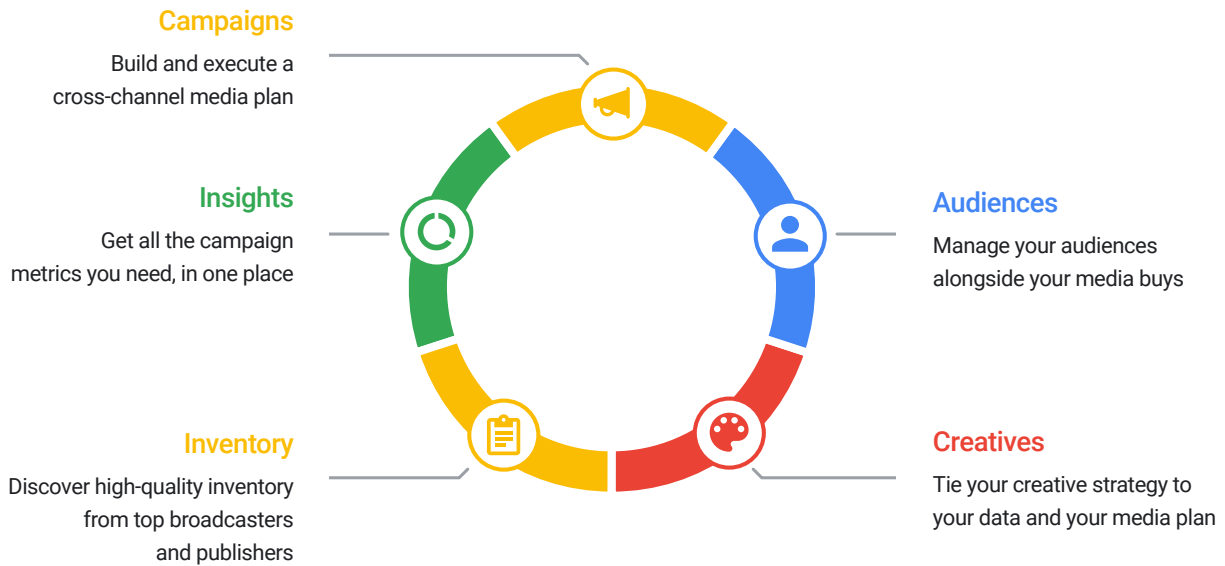 Campaigns
Build and execute a
cross-channel media plan
Insights
Get all the campaign
metrics you need, in one place
Inventory
Discover high-quality inventory
from top broadcasters
and publishers
Audiences
Manage your audiences
alongside your media buys
Creatives
Tie your creative strategy to
your data and your media plan